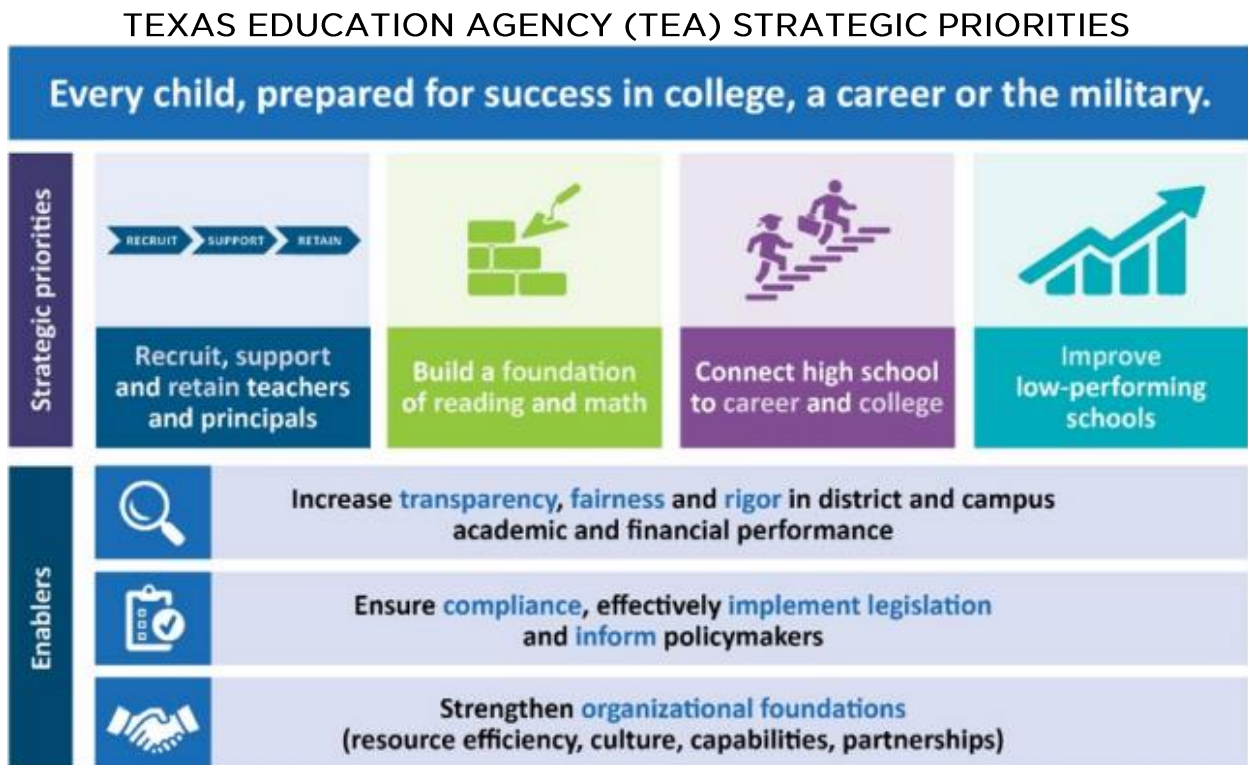 TEXAS EDUCATION AGENCY (TEA) STRATEGIC PRIORITIES
Every child, prepared for success in college, a career or the military.
Strategic priorities
RECRUIT SUPPORT RETAIN
Recruit, support
and retain teachers
and principals
Build a foundation
of reading and math
Connect high school
to career and college
Improve
low-performing
schools
Enablers
Increase transparency, fairness and rigor in district and campus
academic and financial performance
Ensure compliance, effectively implement legislation
and inform policymakers
Strengthen organizational foundations
(resource efficiency, culture, capabilities, partnerships)